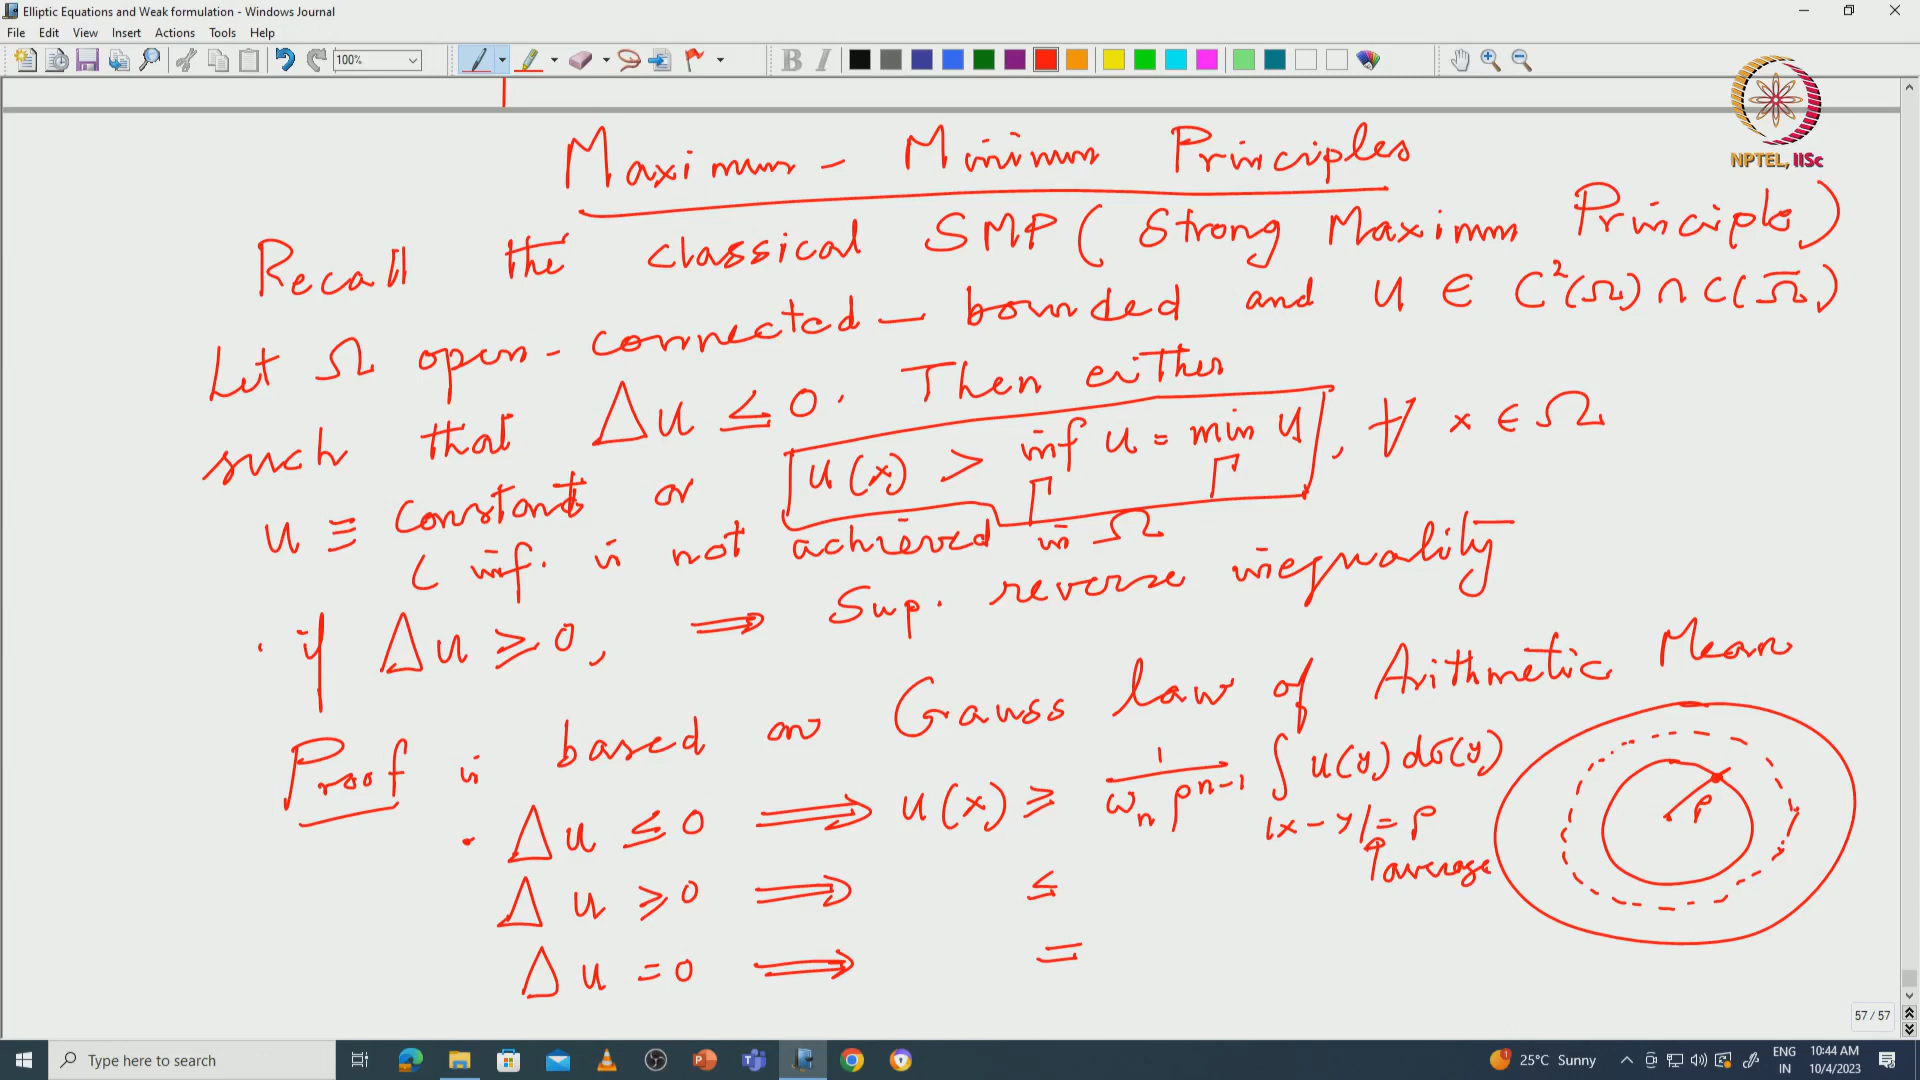 Elliptic Equations and Weak formulation - Windows Journal
File Edit View Insert Actions Tools Help
100%
B I
NPTEL, IISc
Maximum - Minimum Principles
Recall the classical SMP ( Strong Maximum Principle)
Let Ω open - connected - bounded and u ∈ C²(Ω) ∩ C(Ω̅)
such that Δu ≤ 0. Then either
u ≡ constant or u(x) > inf_Γ u = min_Γ u, ∀ x ∈ Ω
( inf. is not achieved in Ω
. if Δu ≥ 0, ⟹ Sup. reverse inequality
Proof is based on Gauss law of Arithmetic Mean
. Δu ≤ 0 ⟹ u(x) ≥ 1/(ω_n ρ^{n-1}) ∫_{|x-y|=ρ} u(y) dσ(y)
↑ average
ρ
Δu ≥ 0 ⟹ ≤
Δu = 0 ⟹ =
57 / 57
Type here to search
25°C Sunny
ENG
IN
10:44 AM
10/4/2023